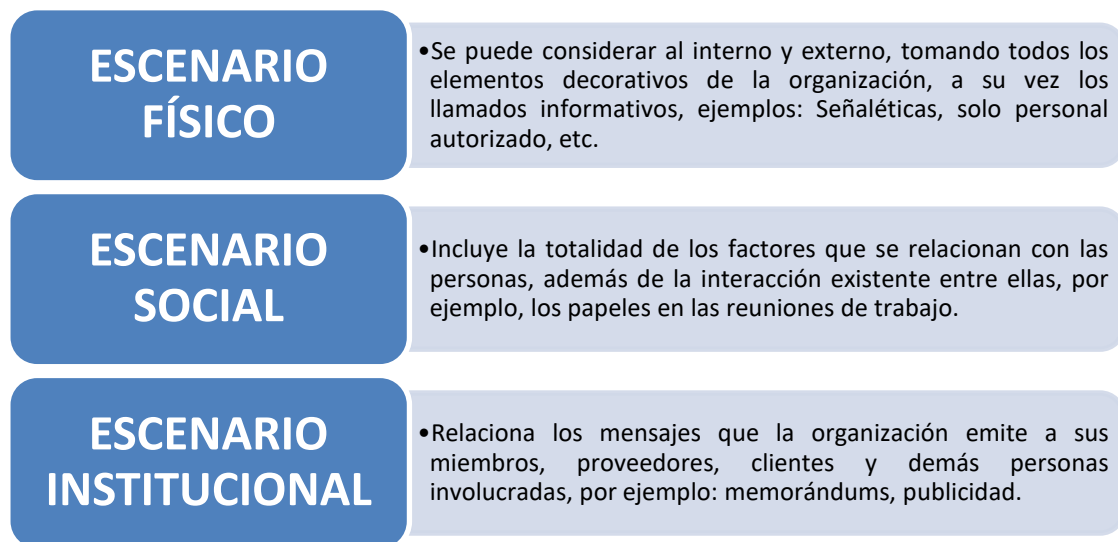 ESCENARIO
FÍSICO
•Se puede considerar al interno y externo, tomando todos los
elementos decorativos de la organización, a su vez los
llamados informativos, ejemplos: Señaléticas, solo personal
autorizado, etc.
ESCENARIO
SOCIAL
•Incluye la totalidad de los factores que se relacionan con las
personas, además de la interacción existente entre ellas, por
ejemplo, los papeles en las reuniones de trabajo.
ESCENARIO
INSTITUCIONAL
•Relaciona los mensajes que la organización emite a sus
miembros, proveedores, clientes y demás personas
involucradas, por ejemplo: memorándums, publicidad.